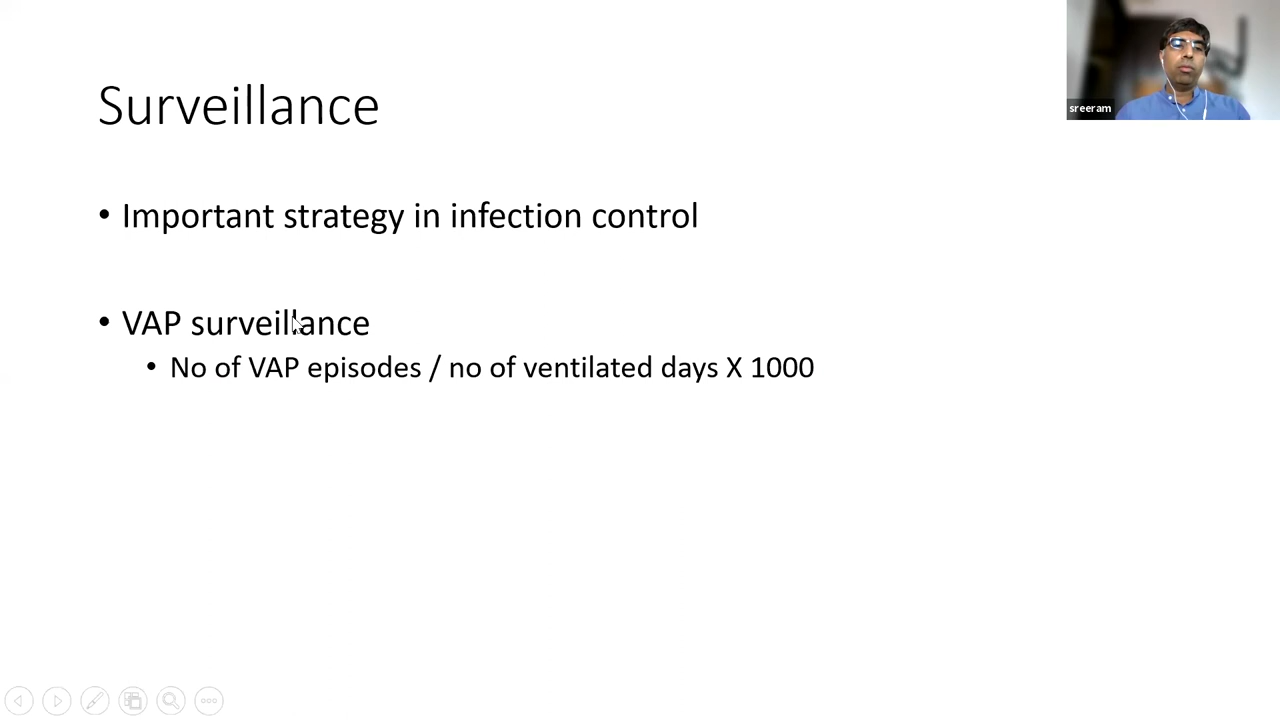 Surveillance
sreeram
• Important strategy in infection control
• VAP surveillance
• No of VAP episodes / no of ventilated days X 1000